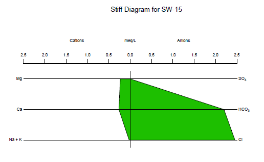 Stiff Diagram for SW 15
Cations meq/L Anions
2.5 2.0 1.5 1.0 0.5 0.0 0.5 1.0 1.5 2.0 2.5
Mg SO4
Ca HCO3
Na + K Cl